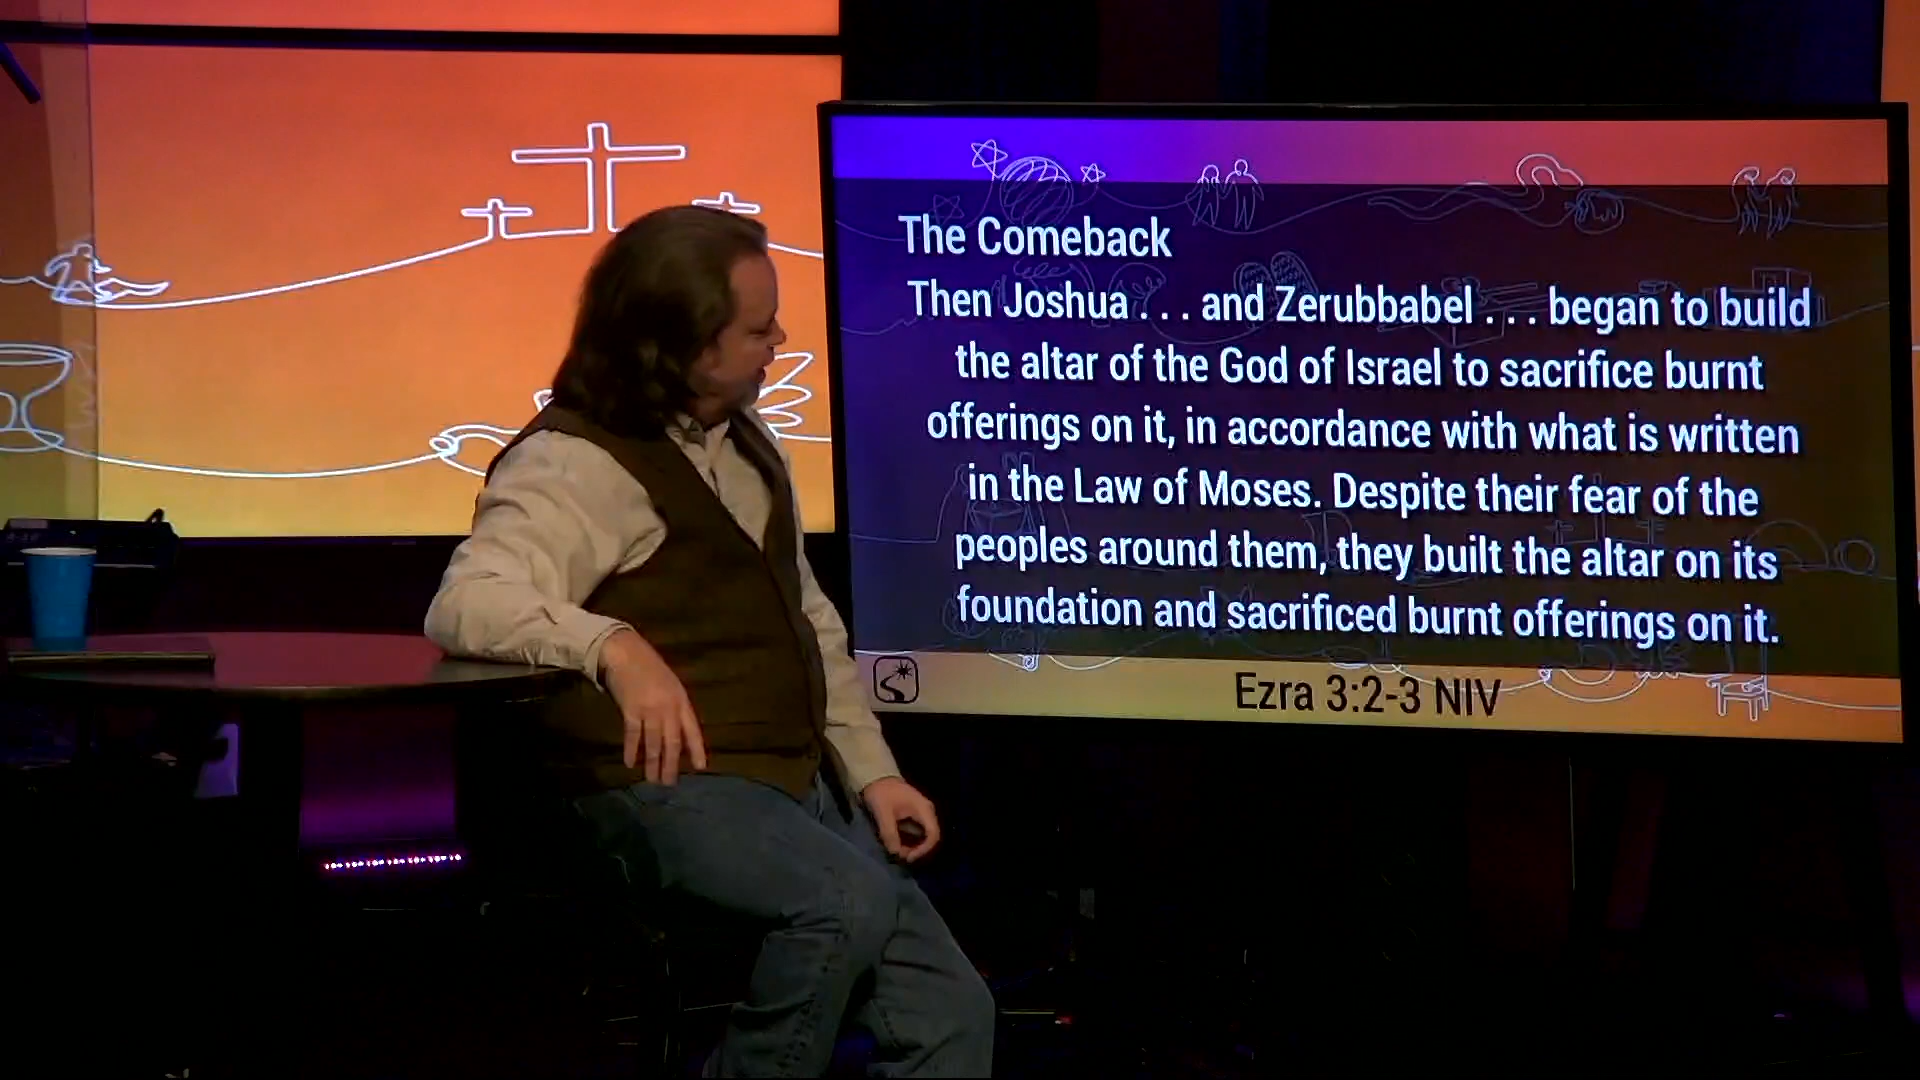 The Comeback
Then Joshua . . . and Zerubbabel . . . began to build
the altar of the God of Israel to sacrifice burnt
offerings on it, in accordance with what is written
in the Law of Moses. Despite their fear of the
peoples around them, they built the altar on its
foundation and sacrificed burnt offerings on it.
Ezra 3:2-3 NIV